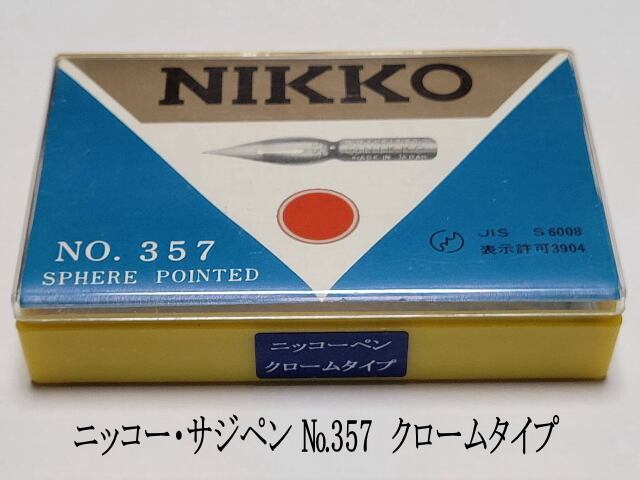 NIKKO
NIKKO
MADE IN JAPAN
NO. 357
SPHERE POINTED
JIS S 6008
表示許可3904
ニッコーペン
クロームタイプ
ニッコー・サジペン №357 クロームタイプ